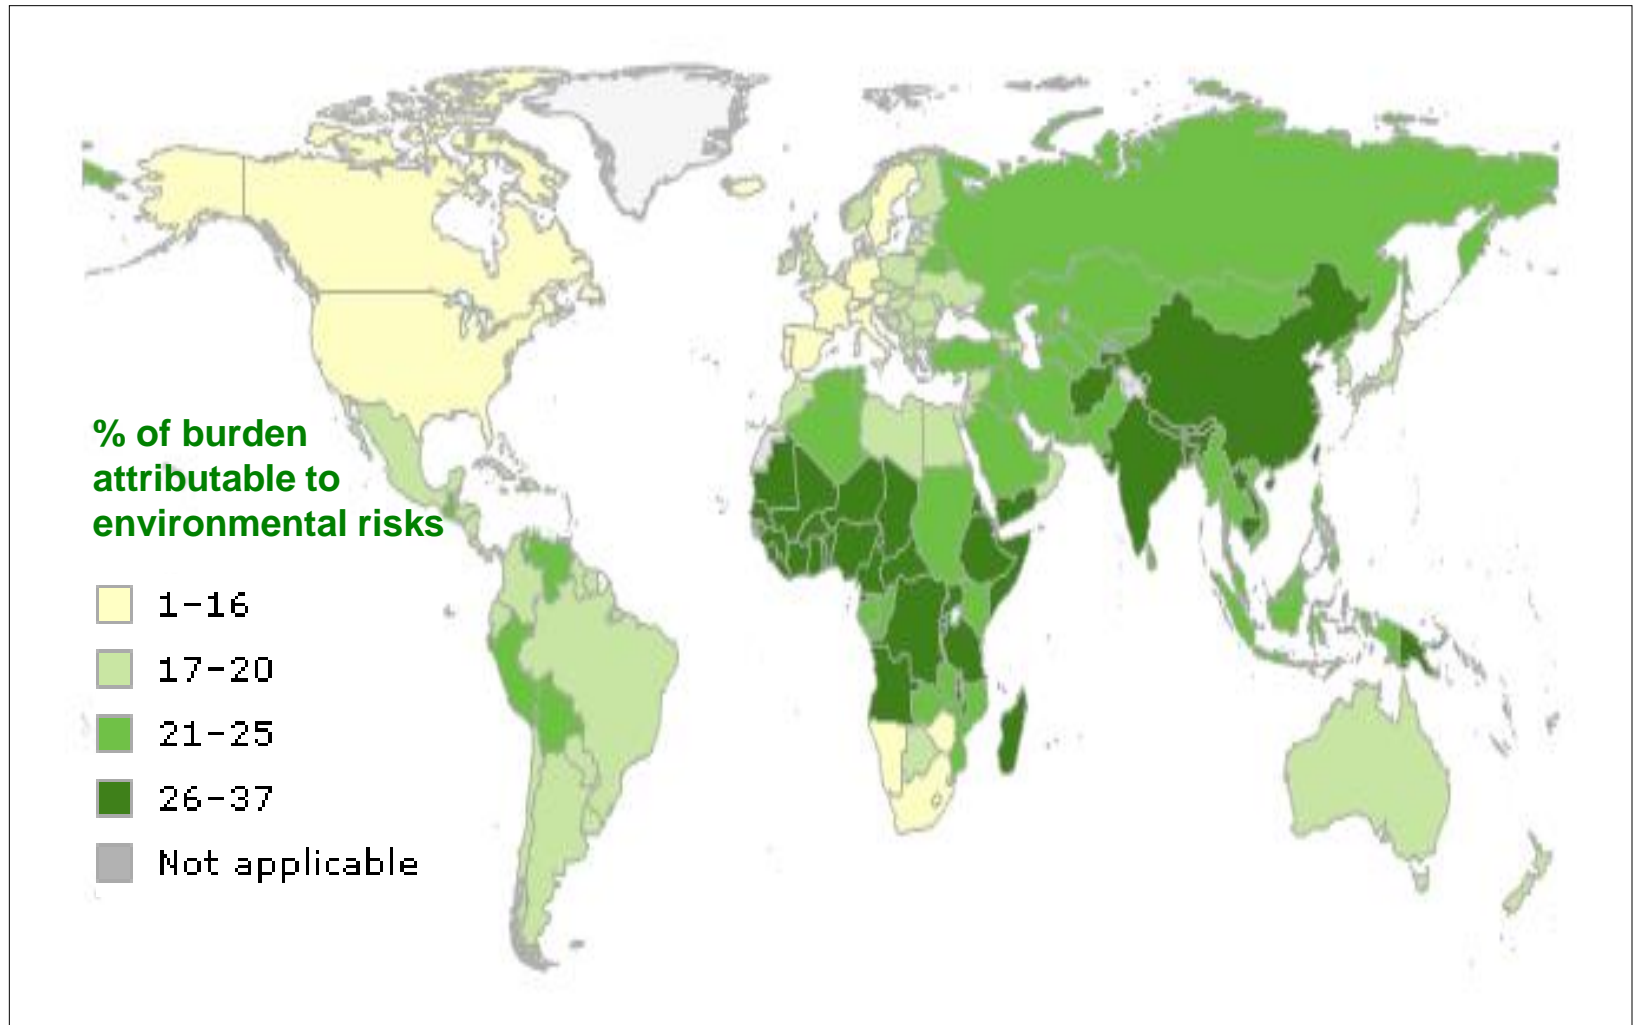 % of burden
attributable to
environmental risks
1-16
17-20
21-25
26-37
Not applicable